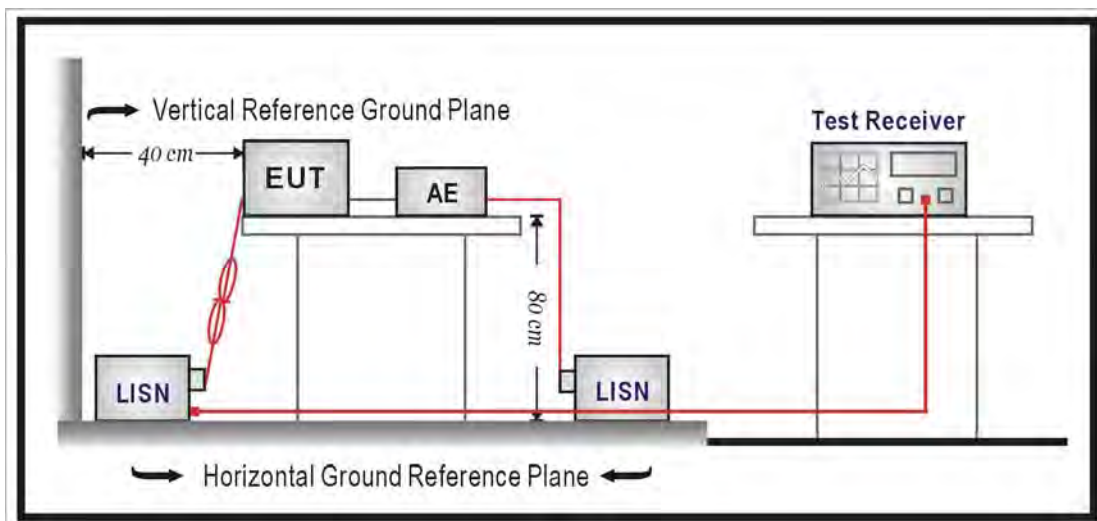 Vertical Reference Ground Plane
Test Receiver
40 cm
EUT
AE
80 cm
LISN
LISN
Horizontal Ground Reference Plane